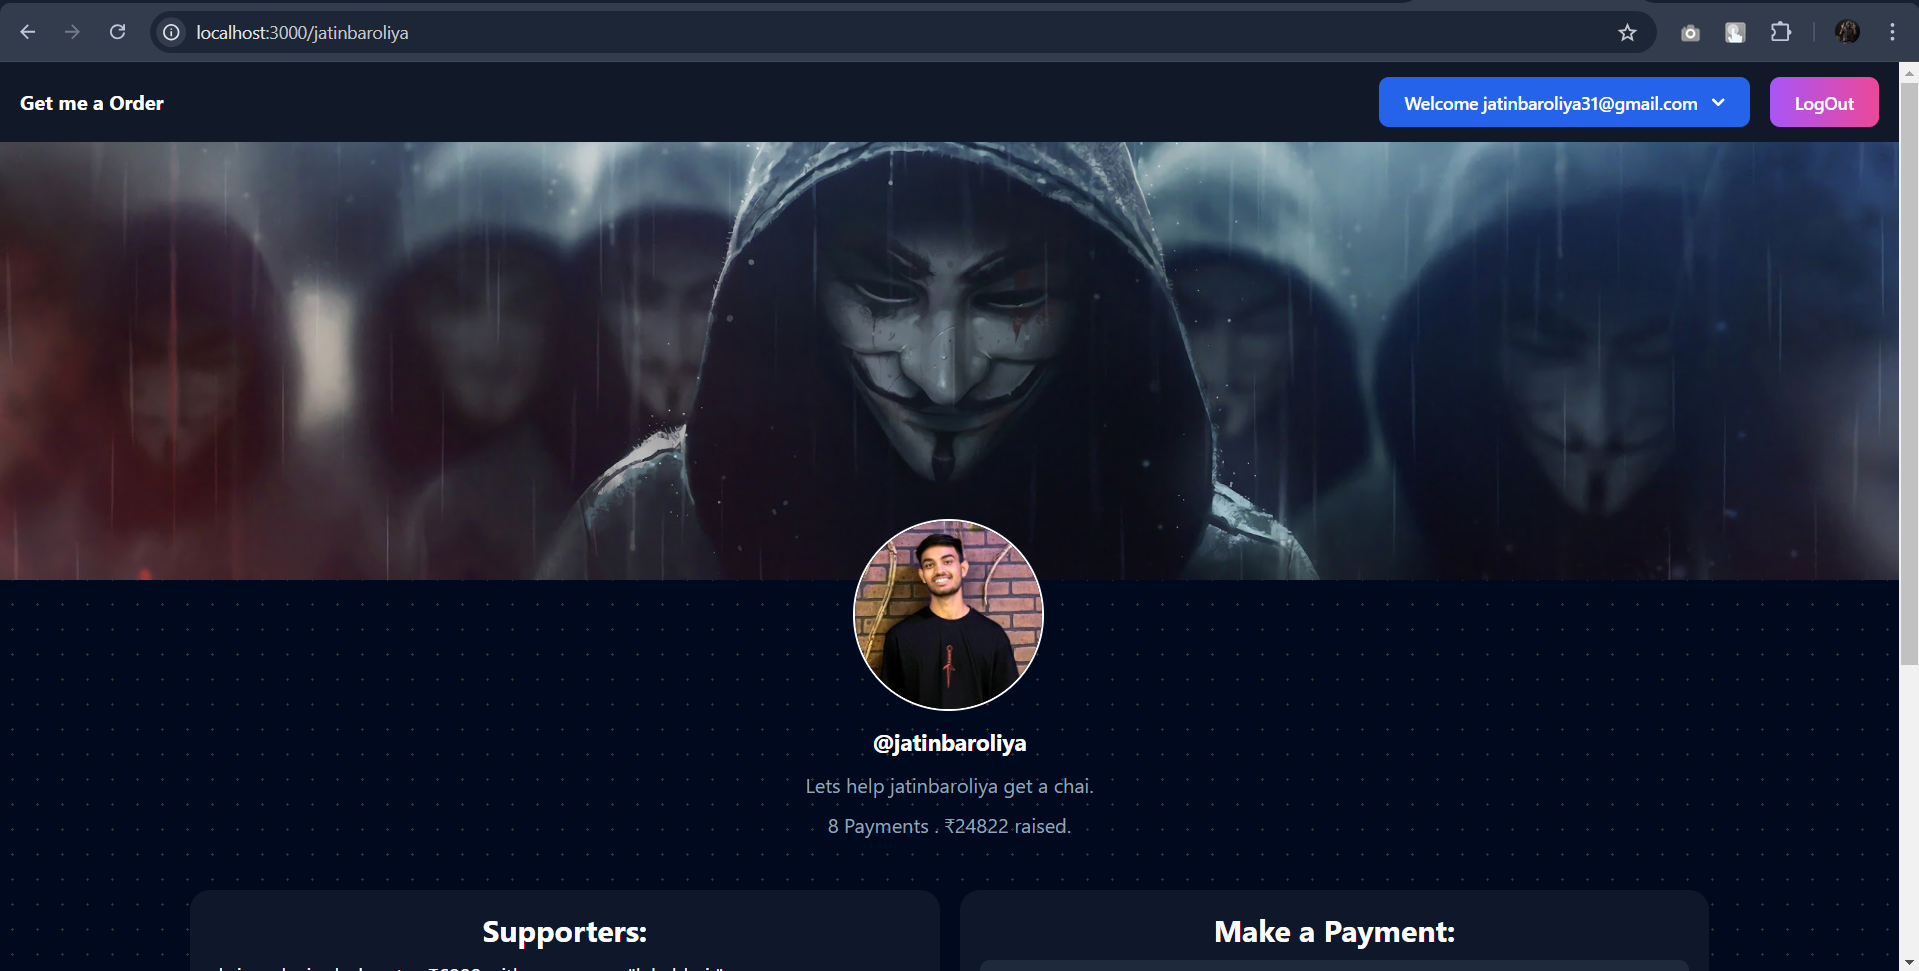 localhost:3000/jatinbaroliya
Get me a Order
Welcome jatinbaroliya31@gmail.com
LogOut
@jatinbaroliya
Lets help jatinbaroliya get a chai.
8 Payments . ₹24822 raised.
Supporters:
Make a Payment: